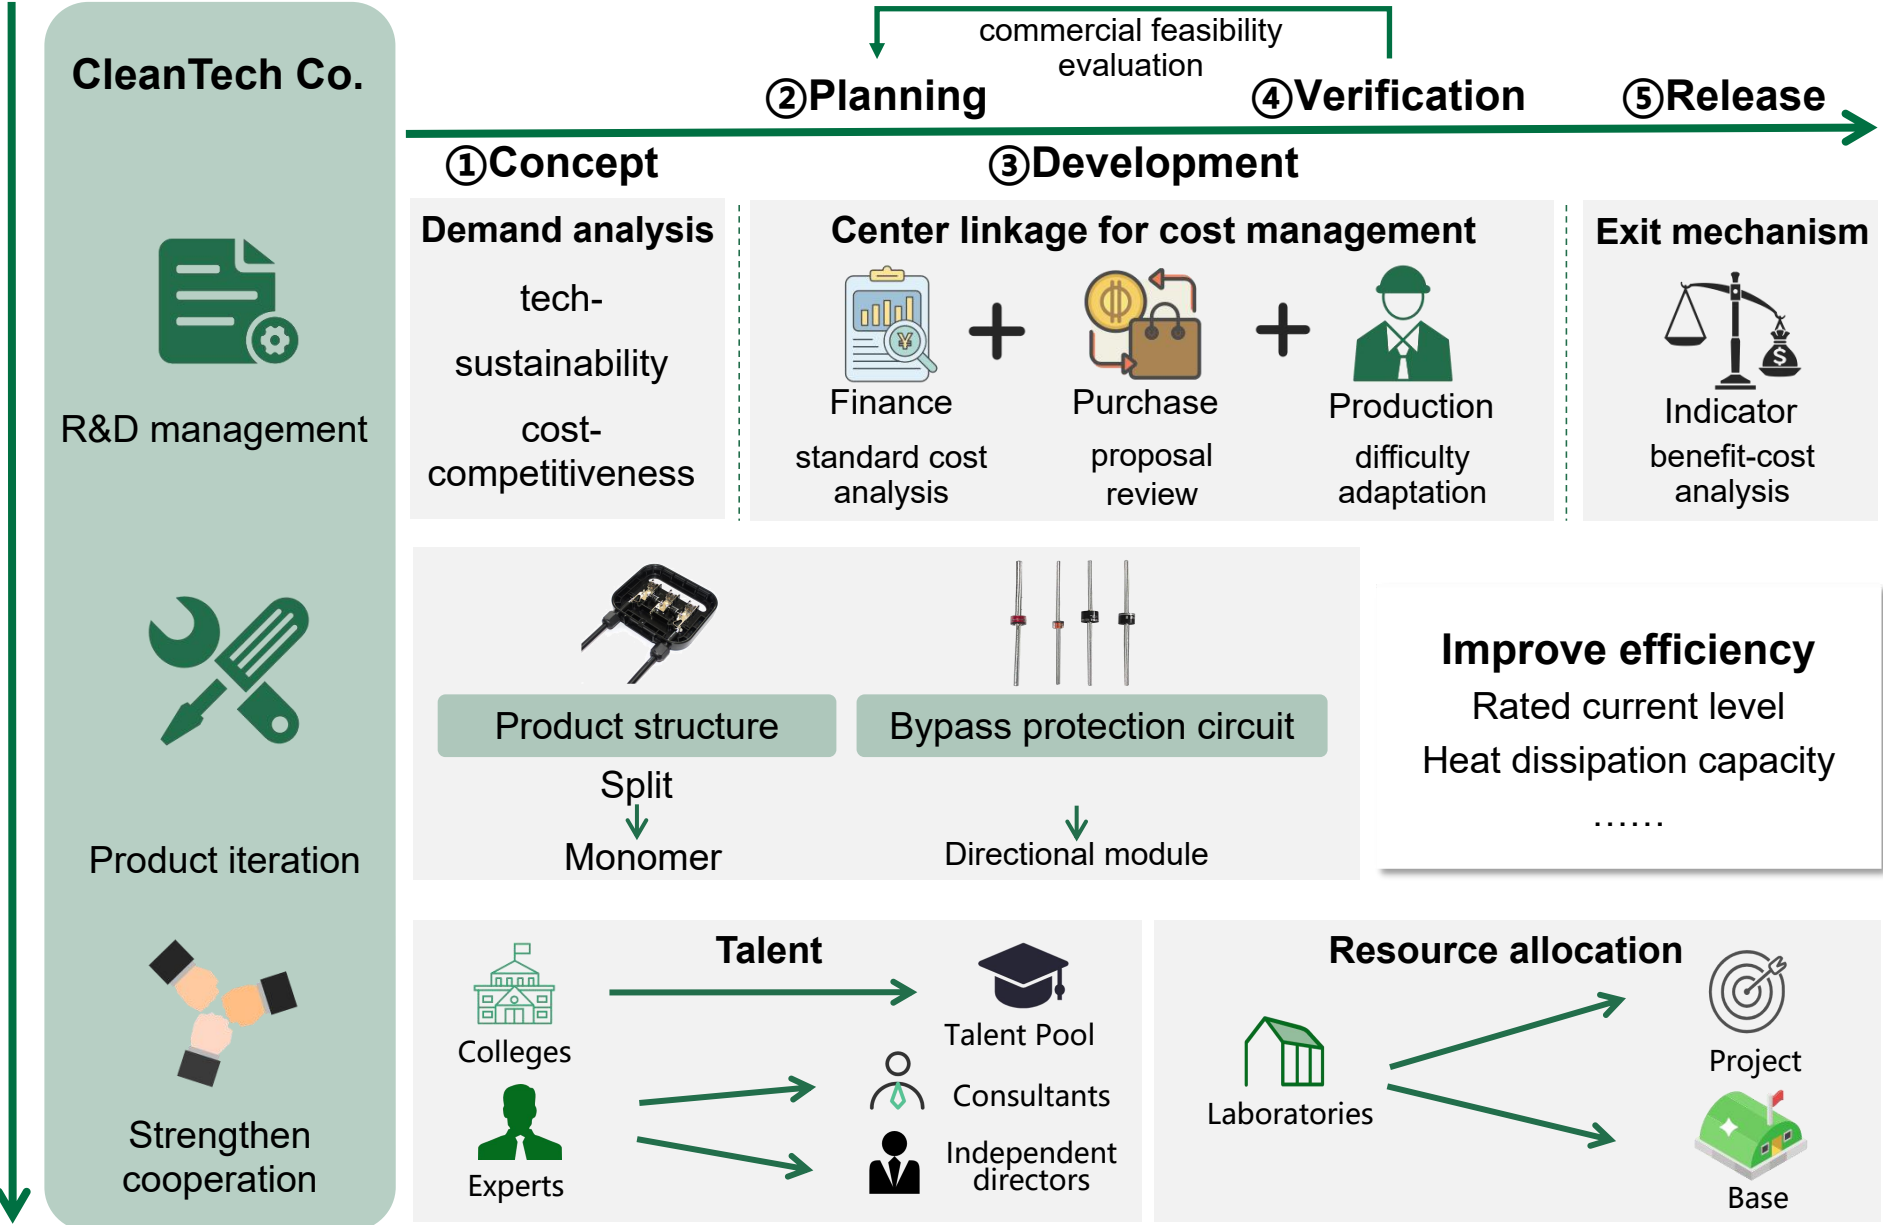 CleanTech Co.
commercial feasibility
evaluation
②Planning
④Verification
⑤Release
①Concept
③Development
R&D management
Demand analysis
tech-
sustainability
cost-
competitiveness
Center linkage for cost management
Finance
standard cost
analysis
Purchase
proposal
review
Production
difficulty
adaptation
Exit mechanism
$
Indicator
benefit-cost
analysis
Product iteration
Product structure
Split
Monomer
Bypass protection circuit
Directional module
Improve efficiency
Rated current level
Heat dissipation capacity
......
Strengthen
cooperation
Talent
Colleges
Talent Pool
Experts
Consultants
Independent
directors
Resource allocation
Laboratories
Project
Base